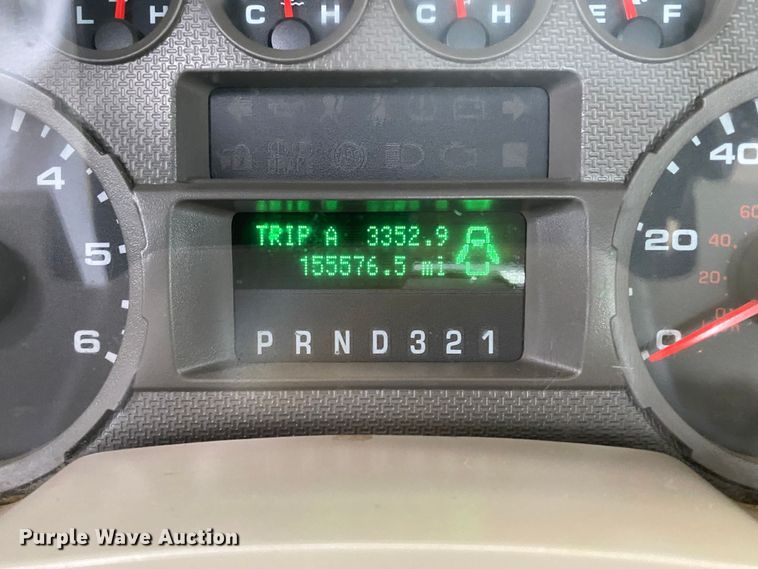 L H C H C H E F
4
5
6
TRIP A 3352.9
155576.5 mi
P R N D 3 2 1
40
20
0
60
40
20
Purple Wave Auction